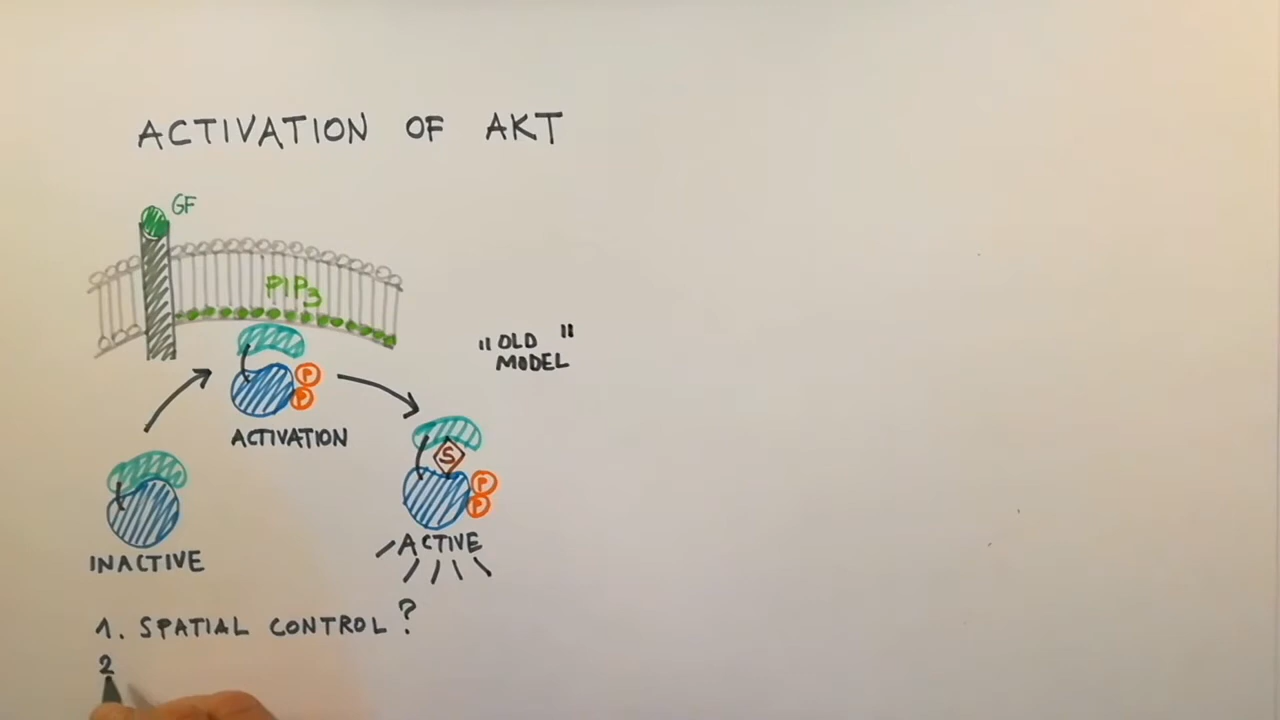 ACTIVATION OF AKT
GF
PIP3
"OLD
MODEL"
P
P
ACTIVATION
S
P
P
INACTIVE
ACTIVE
1. SPATIAL CONTROL?
2